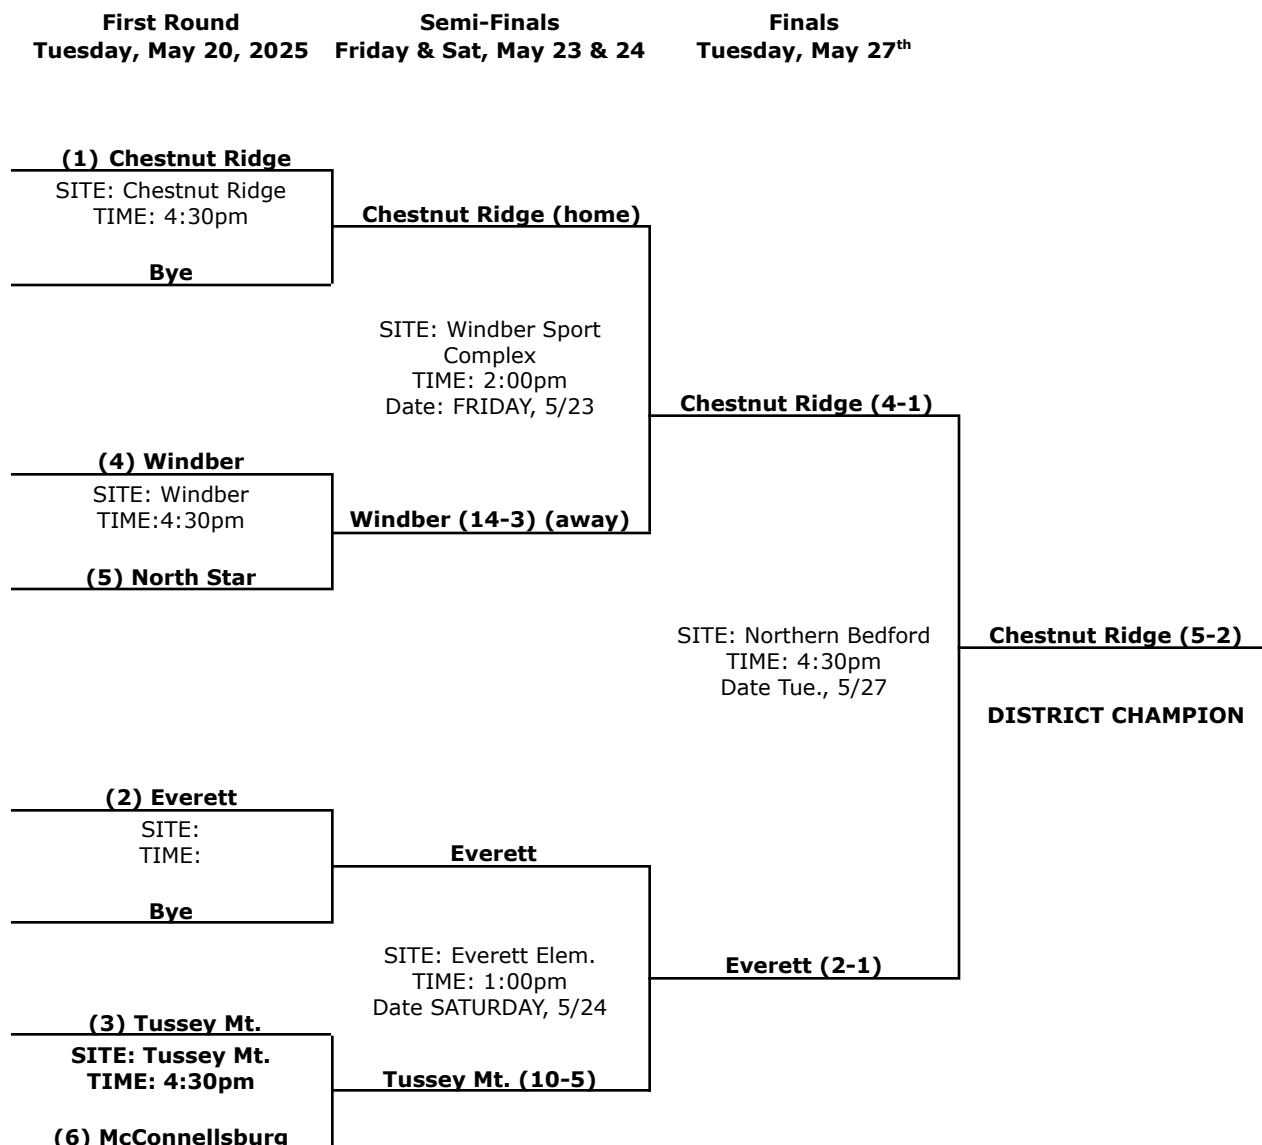 First Round
Tuesday, May 20, 2025
Semi-Finals
Friday & Sat, May 23 & 24
Finals
Tuesday, May 27th
(1) Chestnut Ridge
SITE: Chestnut Ridge
TIME: 4:30pm
Bye
Chestnut Ridge (home)
SITE: Windber Sport
Complex
TIME: 2:00pm
Date: FRIDAY, 5/23
Chestnut Ridge (4-1)
(4) Windber
SITE: Windber
TIME:4:30pm
(5) North Star
Windber (14-3) (away)
SITE: Northern Bedford
TIME: 4:30pm
Date Tue., 5/27
Chestnut Ridge (5-2)
DISTRICT CHAMPION
(2) Everett
SITE:
TIME:
Bye
Everett
SITE: Everett Elem.
TIME: 1:00pm
Date SATURDAY, 5/24
Everett (2-1)
(3) Tussey Mt.
SITE: Tussey Mt.
TIME: 4:30pm
(6) McConnellsburg
Tussey Mt. (10-5)